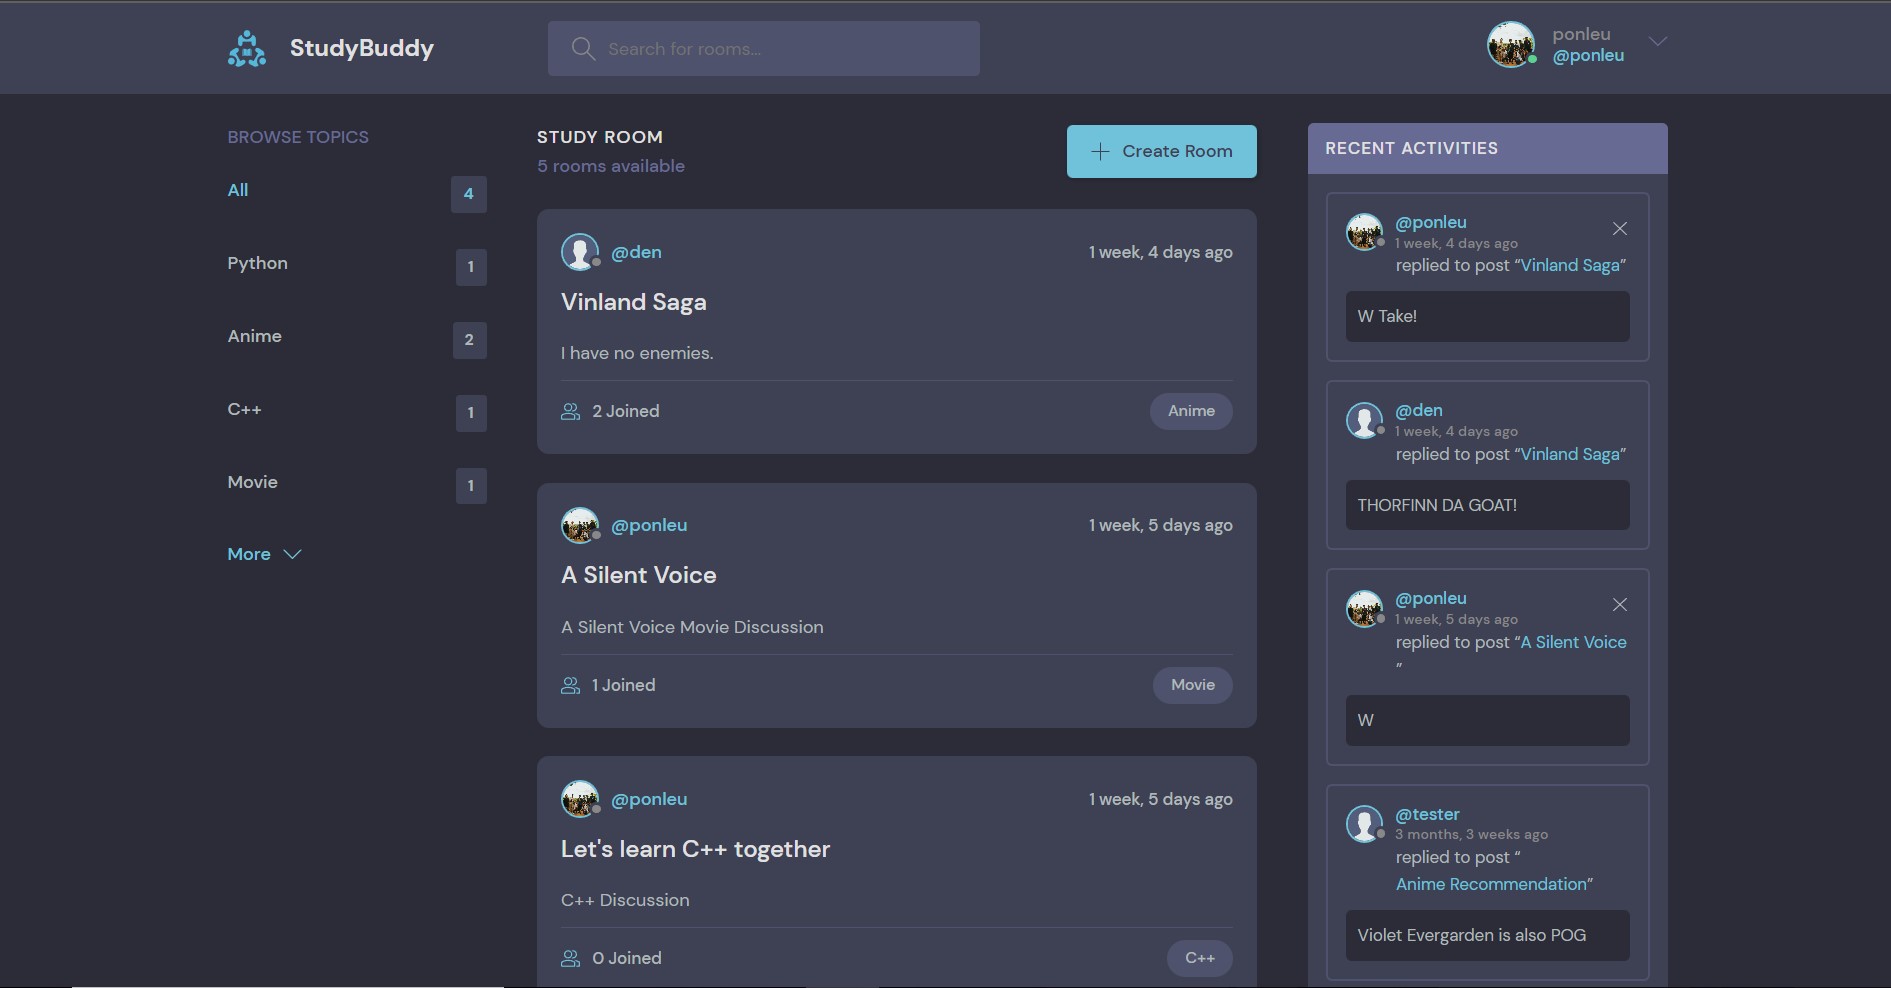 StudyBuddy
Search for rooms...
ponleu
@ponleu
BROWSE TOPICS
All
4
Python
1
Anime
2
C++
1
Movie
1
More
STUDY ROOM
5 rooms available
Create Room
@den
1 week, 4 days ago
Vinland Saga
I have no enemies.
2 Joined
Anime
@ponleu
1 week, 5 days ago
A Silent Voice
A Silent Voice Movie Discussion
1 Joined
Movie
@ponleu
1 week, 5 days ago
Let's learn C++ together
C++ Discussion
0 Joined
C++
RECENT ACTIVITIES
@ponleu
1 week, 4 days ago
replied to post “Vinland Saga”
W Take!
@den
1 week, 4 days ago
replied to post “Vinland Saga”
THORFINN DA GOAT!
@ponleu
1 week, 5 days ago
replied to post “A Silent Voice
”
W
@tester
3 months, 3 weeks ago
replied to post “
Anime Recommendation”
Violet Evergarden is also POG